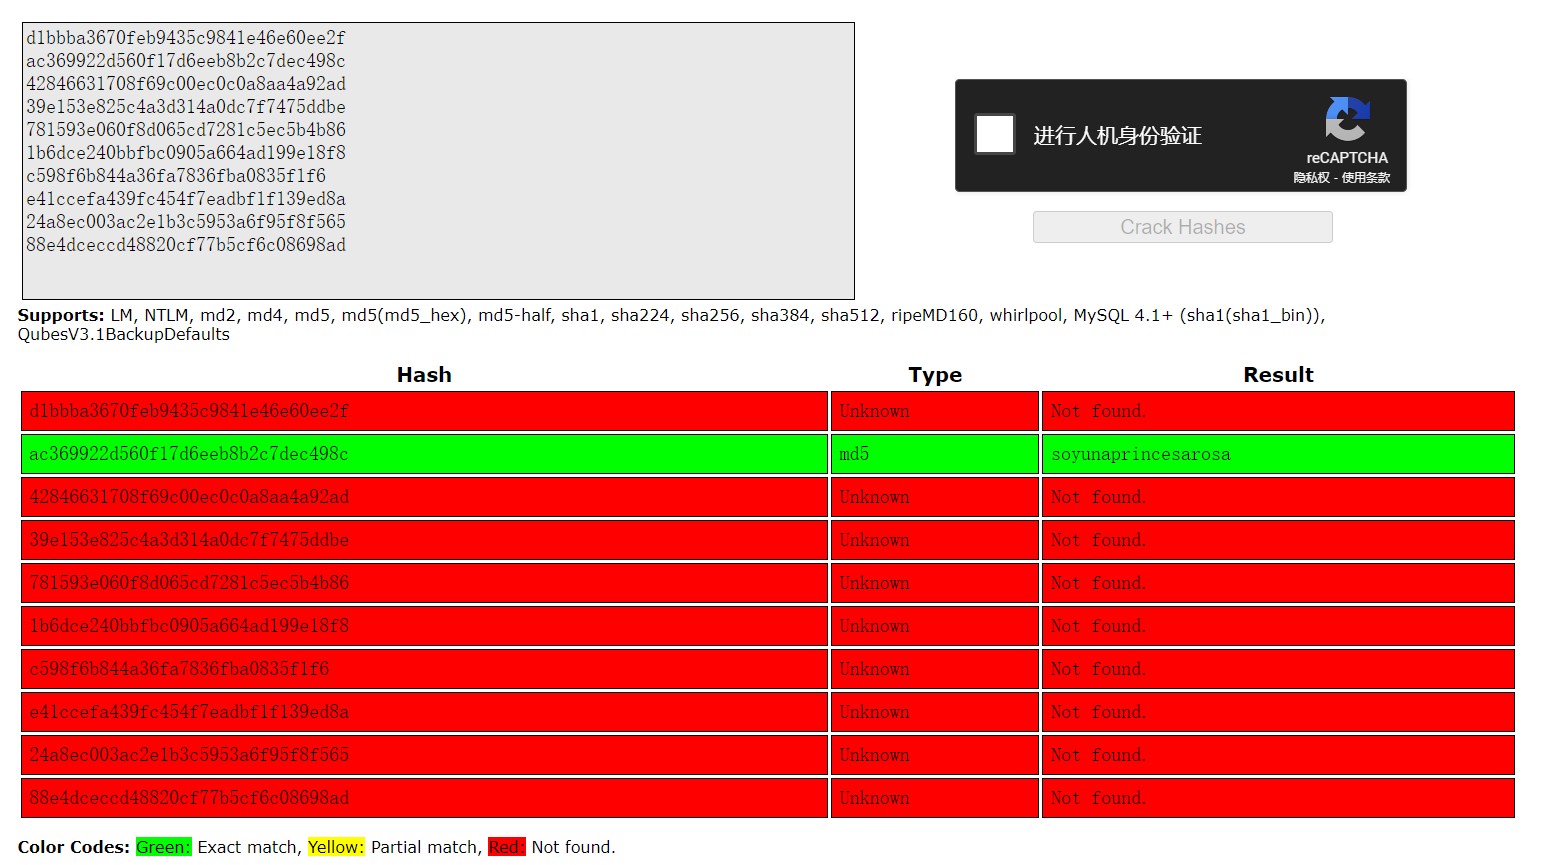 d1bbba3670feb9435c9841e46e60ee2f
ac369922d560f17d6eeb8b2c7dec498c
42846631708f69c00ec0c0a8aa4a92ad
39e153e825c4a3d314a0dc7f7475ddbe
781593e060f8d065cd7281c5ec5b4b86
1b6dce240bbfbc0905a664ad199e18f8
c598f6b844a36fa7836fba0835f1f6
e41ccefa439fc454f7eadbf1f139ed8a
24a8ec003ac2e1b3c5953a6f95f8f565
88e4dceccd48820cf77b5cf6c08698ad
进行人机身份验证
reCAPTCHA
隐私权 - 使用条款
Crack Hashes
Supports: LM, NTLM, md2, md4, md5, md5(md5_hex), md5-half, sha1, sha224, sha256, sha384, sha512, ripeMD160, whirlpool, MySQL 4.1+ (sha1(sha1_bin)),
QubesV3.1BackupDefaults
Hash Type Result
d1bbba3670feb9435c9841e46e60ee2f Unknown Not found.
ac369922d560f17d6eeb8b2c7dec498c md5 soyunaprincesarosa
42846631708f69c00ec0c0a8aa4a92ad Unknown Not found.
39e153e825c4a3d314a0dc7f7475ddbe Unknown Not found.
781593e060f8d065cd7281c5ec5b4b86 Unknown Not found.
1b6dce240bbfbc0905a664ad199e18f8 Unknown Not found.
c598f6b844a36fa7836fba0835f1f6 Unknown Not found.
e41ccefa439fc454f7eadbf1f139ed8a Unknown Not found.
24a8ec003ac2e1b3c5953a6f95f8f565 Unknown Not found.
88e4dceccd48820cf77b5cf6c08698ad Unknown Not found.
Color Codes: Green: Exact match, Yellow: Partial match, Red: Not found.